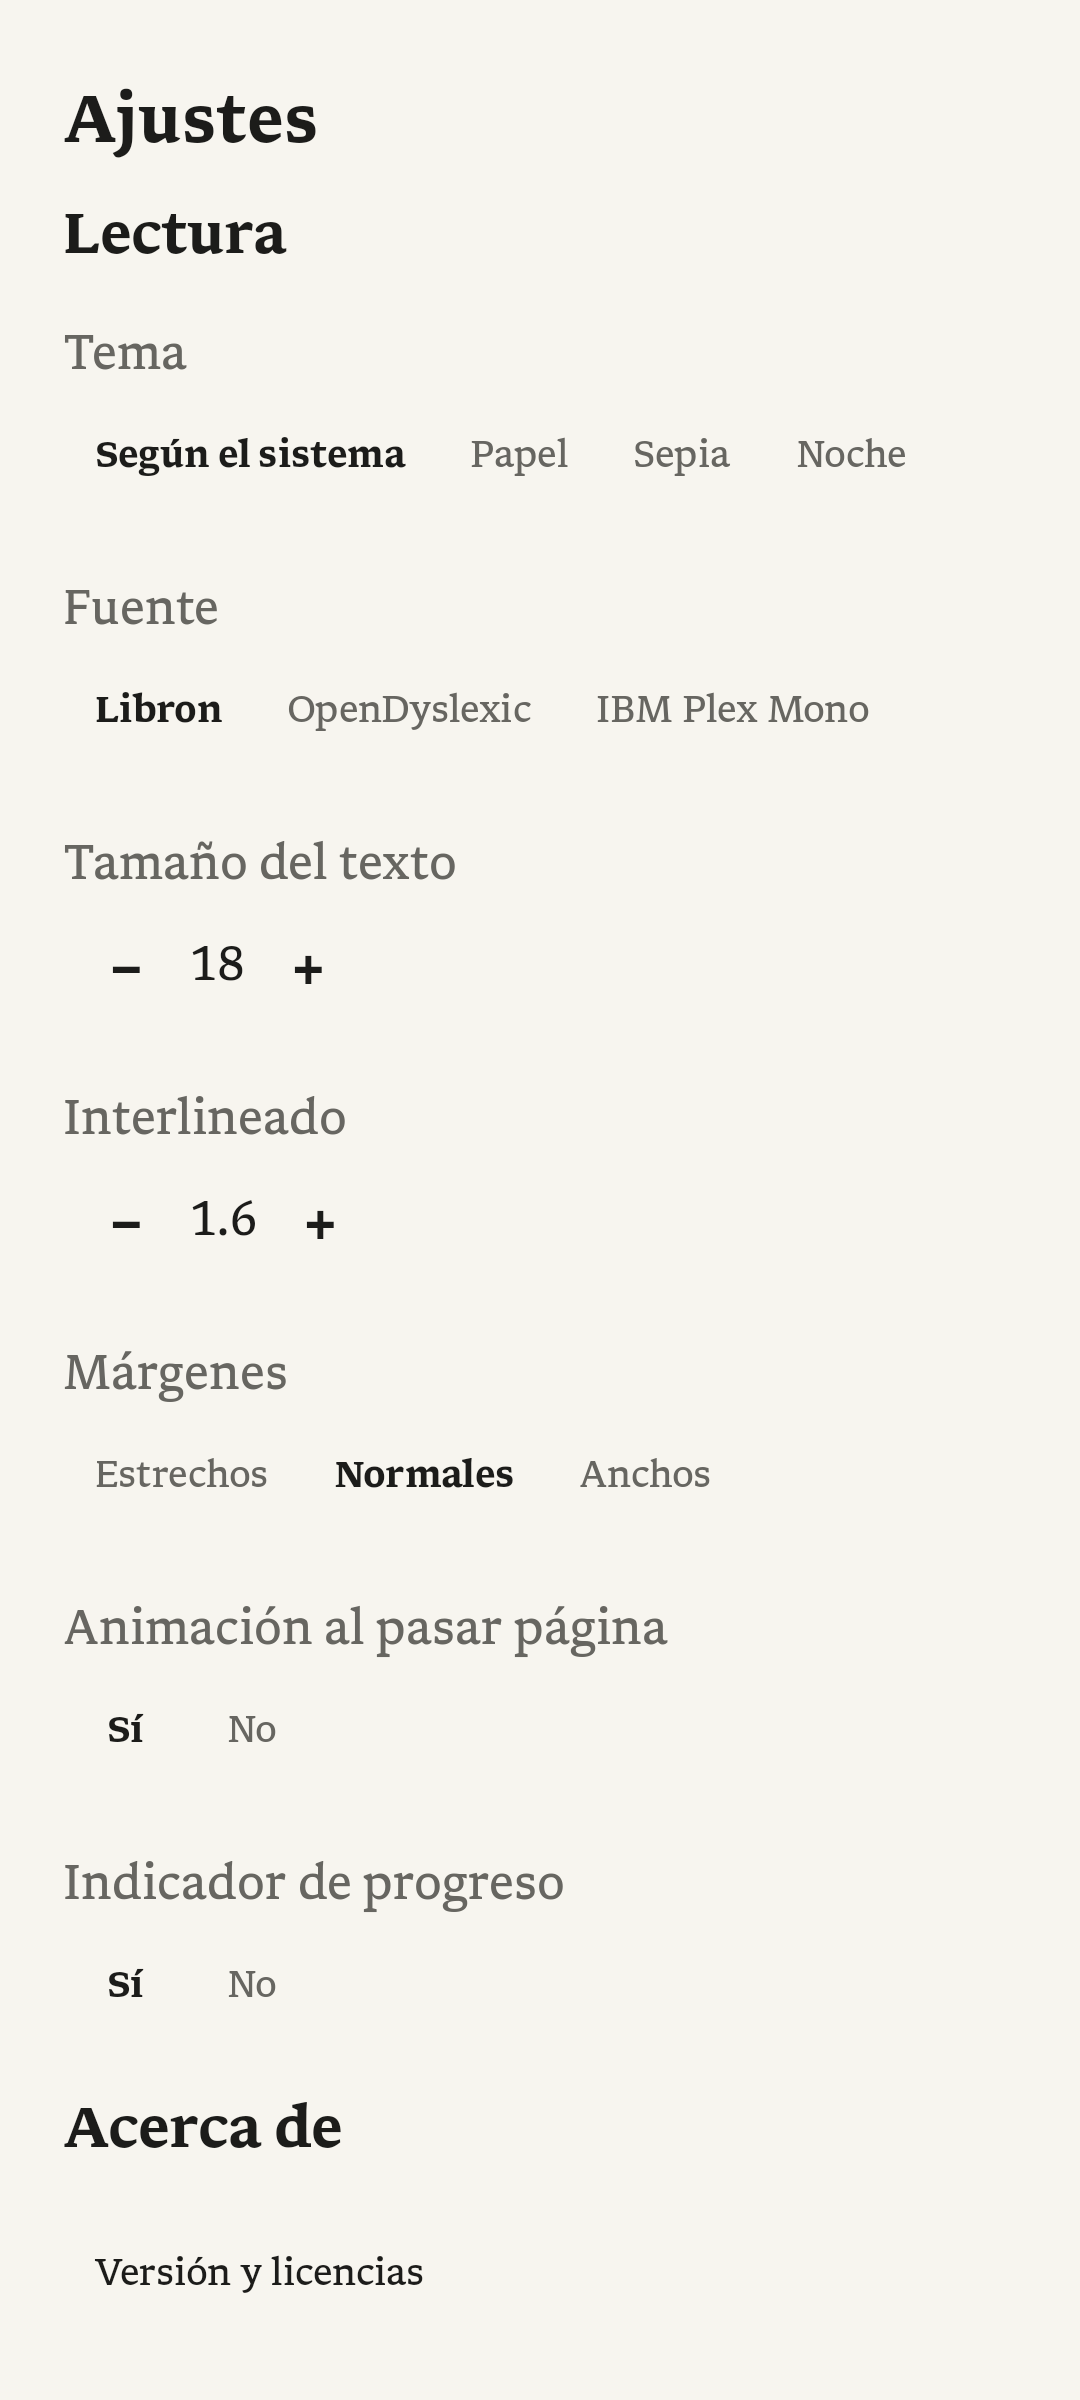 Ajustes
Lectura
Tema
Según el sistema Papel Sepia Noche
Fuente
Libron OpenDyslexic IBM Plex Mono
Tamaño del texto
– 18 +
Interlineado
– 1.6 +
Márgenes
Estrechos Normales Anchos
Animación al pasar página
Sí No
Indicador de progreso
Sí No
Acerca de
Versión y licencias